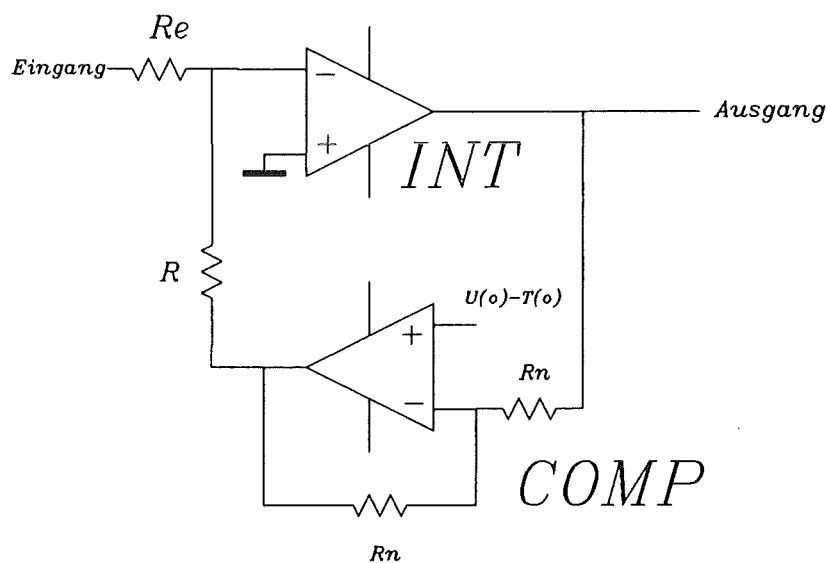 Re
Eingang
−
+
INT
Ausgang
R
U(o)−T(o)
+
−
Rn
COMP
Rn